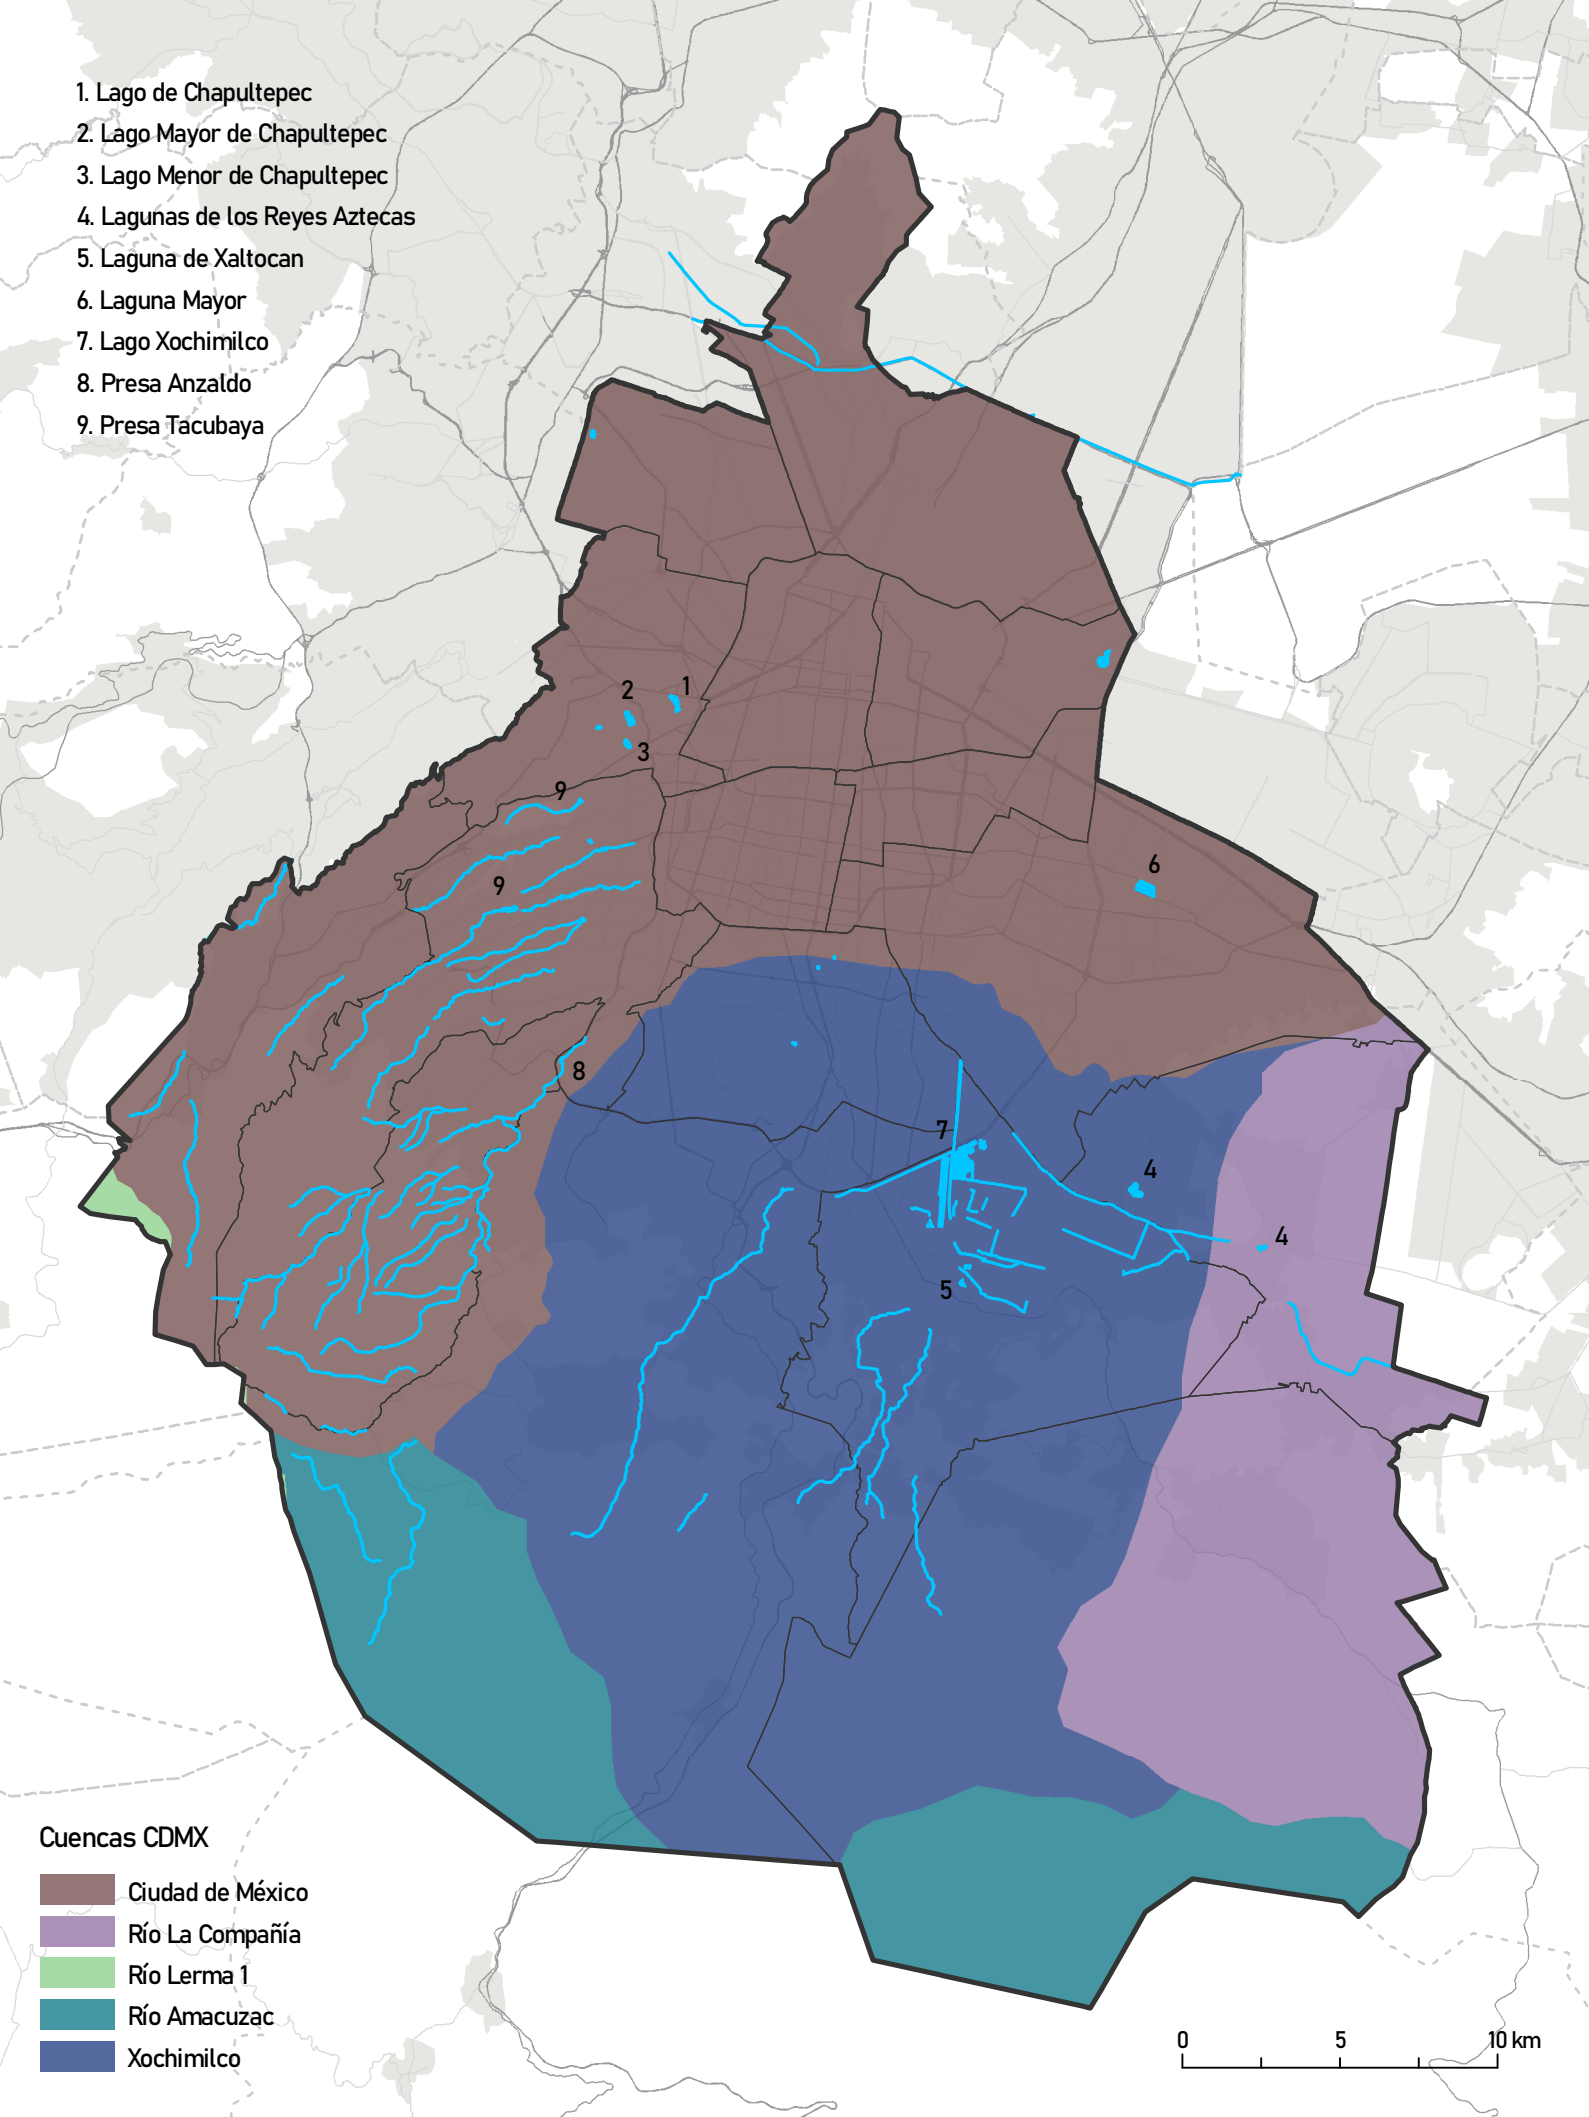 1. Lago de Chapultepec
2. Lago Mayor de Chapultepec
3. Lago Menor de Chapultepec
4. Lagunas de los Reyes Aztecas
5. Laguna de Xaltocan
6. Laguna Mayor
7. Lago Xochimilco
8. Presa Anzaldo
9. Presa Tacubaya
2
1
3
9
6
9
8
7
4
4
5
Cuencas CDMX
Ciudad de México
Río La Compañía
Río Lerma 1
Río Amacuzac
Xochimilco
0 5 10 km